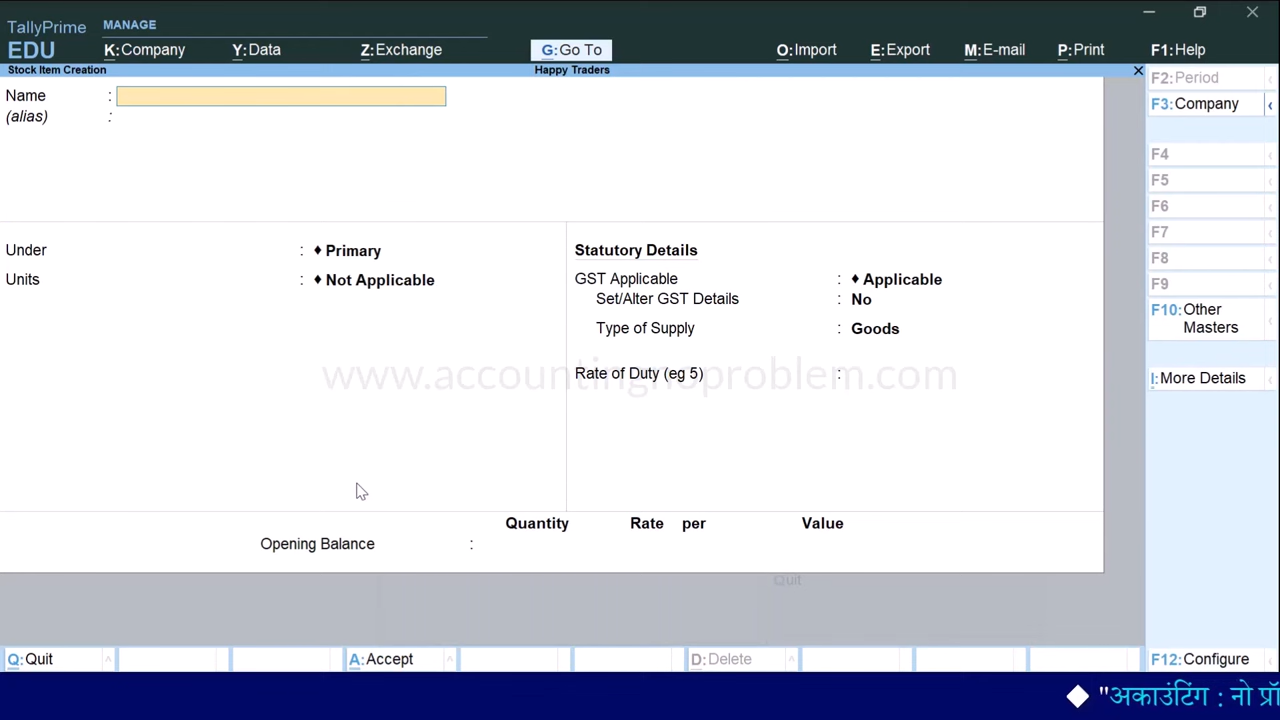 TallyPrime MANAGE
EDU K:Company Y:Data Z:Exchange G:Go To O:Import E:Export M:E-mail P:Print F1:Help
Stock Item Creation Happy Traders
F2:Period
Name :
F3:Company
(alias) :
F4
F5
F6
F7
Under : ♦ Primary Statutory Details
F8
Units : ♦ Not Applicable GST Applicable : ♦ Applicable
F9
Set/Alter GST Details : No
F10:Other
Masters
Type of Supply : Goods
www.accountingnoproblem.com
Rate of Duty (eg 5) :
I:More Details
Quantity Rate per Value
Opening Balance :
Quit
Q:Quit A:Accept D:Delete F12:Configure
◆ "अकाउंटिंग : नो